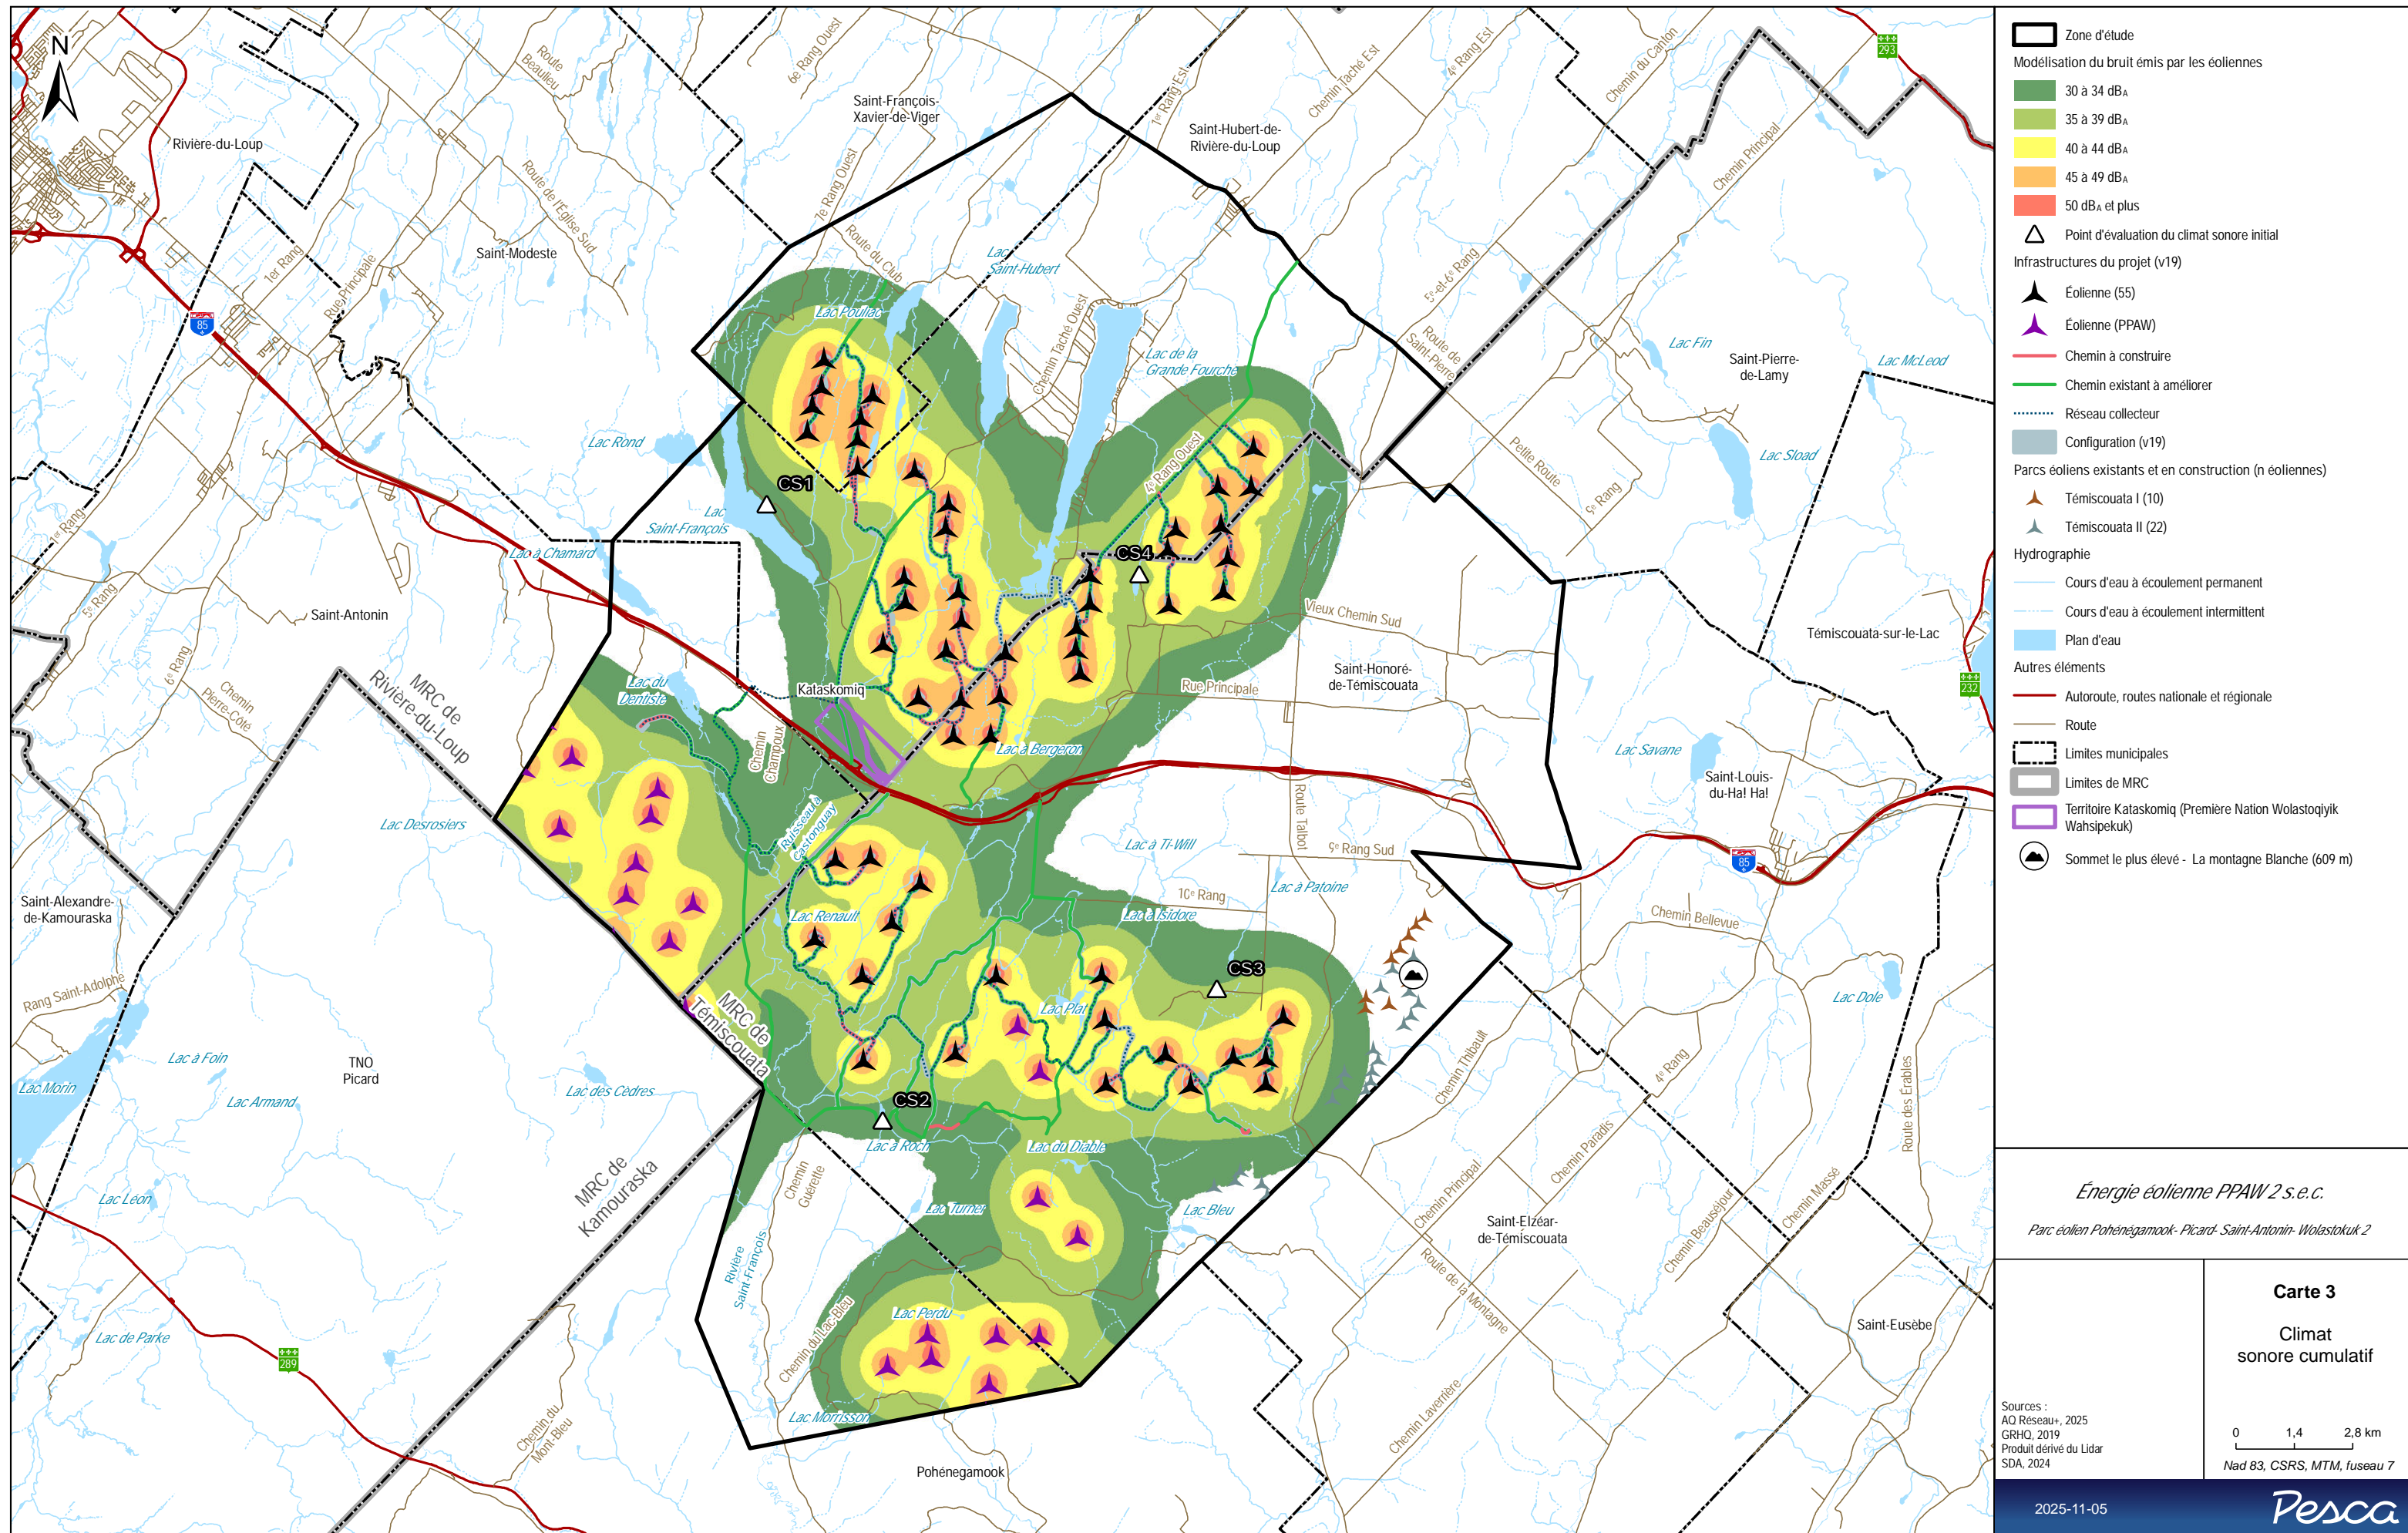 N
Rivière-du-Loup
Route
Beaulieu
6e Rang Ouest
Saint-François-
Xavier-de-Viger
1er Rang Est
Saint-Hubert-de-
Rivière-du-Loup
Chemin Taché Est
4e Rang Est
Chemin du Canton
Chemin Principal
293
Route de l'Église Sud
7e Rang Ouest
Route du Club
Saint-Modeste
1er Rang
Rue Principale
85
Lac
Saint-Hubert
Lac Pouliac
Chemin Taché Ouest
Lac de la
Grande Fourche
5e-et-6e Rang
Route de
Saint-Pierre
Lac Fin
Saint-Pierre-
de-Lamy
Lac McLeod
Lac Rond
Petite Route
5e Rang
Lac Sload
4e Rang Ouest
CS1
Lac
Saint-François
1er Rang
Lac à Chamard
CS4
5e Rang
Saint-Antonin
Vieux Chemin Sud
Témiscouata-sur-le-Lac
232
6e Rang
Chemin
Pierre-Côté
MRC de
Rivière-du-Loup
Lac du
Dentiste
Kataskomiq
Rue Principale
Saint-Honoré-
de-Témiscouata
Chemin
Champoux
Lac à Bergeron
Lac Savane
Saint-Louis-
du-Ha! Ha!
85
Lac Desrosiers
Ruisseau à
Castonguay
Route Talbot
Lac à Ti-Will
9e Rang Sud
Lac à Patoine
10e Rang
Lac à Isidore
Chemin Bellevue
Saint-Alexandre-
de-Kamouraska
Lac Renault
Rang Saint-Adolphe
CS3
Lac Plat
Lac Dole
MRC de
Témiscouata
Lac à Foin
TNO
Picard
Lac Morin
Lac Armand
Lac des Cèdres
Chemin Thibault
4e Rang
CS2
Lac à Roch
Lac du Diable
Route des Érables
Chemin Paradis
MRC de
Kamouraska
Lac Léon
Chemin
Guérette
Lac Turner
Lac Bleu
Chemin Principal
Saint-Elzéar-
de-Témiscouata
Chemin Beauséjour
Chemin Massé
Rivière
Saint-François
Route de la Montagne
Chemin du Lac-Bleu
Lac Perdu
Saint-Eusèbe
Lac de Parke
289
Chemin du
Mont-Bleu
Lac Morrisson
Chemin Laverrière
Pohénegamook
Zone d'étude
Modélisation du bruit émis par les éoliennes
30 à 34 dBA
35 à 39 dBA
40 à 44 dBA
45 à 49 dBA
50 dBA et plus
Point d'évaluation du climat sonore initial
Infrastructures du projet (v19)
Éolienne (55)
Éolienne (PPAW)
Chemin à construire
Chemin existant à améliorer
Réseau collecteur
Configuration (v19)
Parcs éoliens existants et en construction (n éoliennes)
Témiscouata I (10)
Témiscouata II (22)
Hydrographie
Cours d'eau à écoulement permanent
Cours d'eau à écoulement intermittent
Plan d'eau
Autres éléments
Autoroute, routes nationale et régionale
Route
Limites municipales
Limites de MRC
Territoire Kataskomiq (Première Nation Wolastoqiyik
Wahsipekuk)
Sommet le plus élevé - La montagne Blanche (609 m)
Énergie éolienne PPAW 2 s.e.c.
Parc éolien Pohénégamook- Picard- Saint-Antonin- Wolastokuk 2
Carte 3
Climat
sonore cumulatif
Sources :
AQ Réseau+, 2025
GRHQ, 2019
Produit dérivé du Lidar
SDA, 2024
0 1,4 2,8 km
Nad 83, CSRS, MTM, fuseau 7
2025-11-05
Pesca